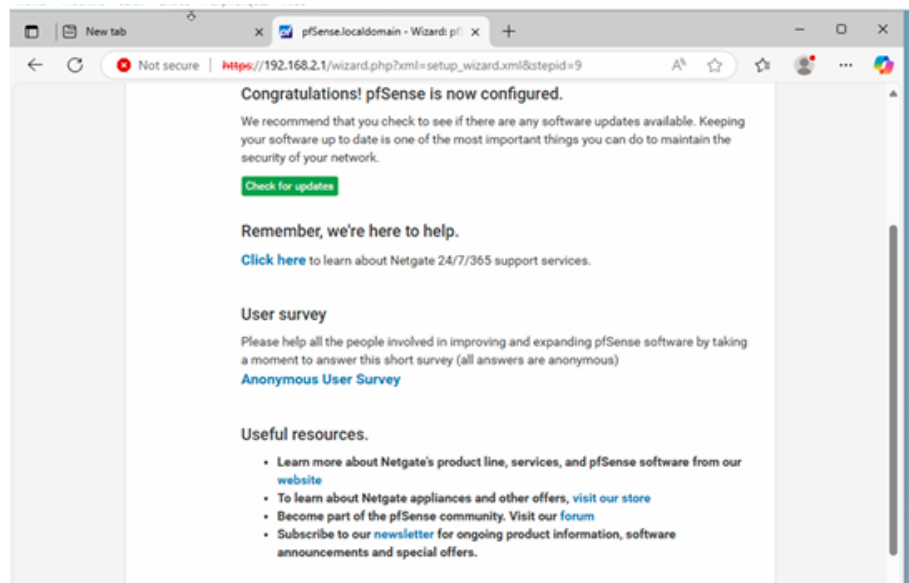 New tab
pfSense.localdomain - Wizard: pf
Not secure
https://192.168.2.1/wizard.php?xml=setup_wizard.xml&stepid=9
Congratulations! pfSense is now configured.
We recommend that you check to see if there are any software updates available. Keeping
your software up to date is one of the most important things you can do to maintain the
security of your network.
Check for updates
Remember, we're here to help.
Click here to learn about Netgate 24/7/365 support services.
User survey
Please help all the people involved in improving and expanding pfSense software by taking
a moment to answer this short survey (all answers are anonymous)
Anonymous User Survey
Useful resources.
• Learn more about Netgate's product line, services, and pfSense software from our
website
• To learn about Netgate appliances and other offers, visit our store
• Become part of the pfSense community. Visit our forum
• Subscribe to our newsletter for ongoing product information, software
announcements and special offers.